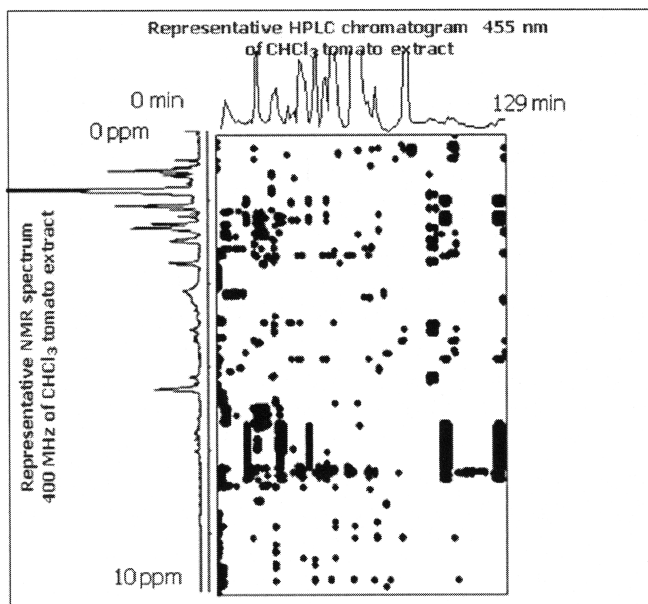 Representative HPLC chromatogram 455 nm
of CHCl3 tomato extract
0 min
129 min
0 ppm
Representative NMR spectrum
400 MHz of CHCl3 tomato extract
10 ppm